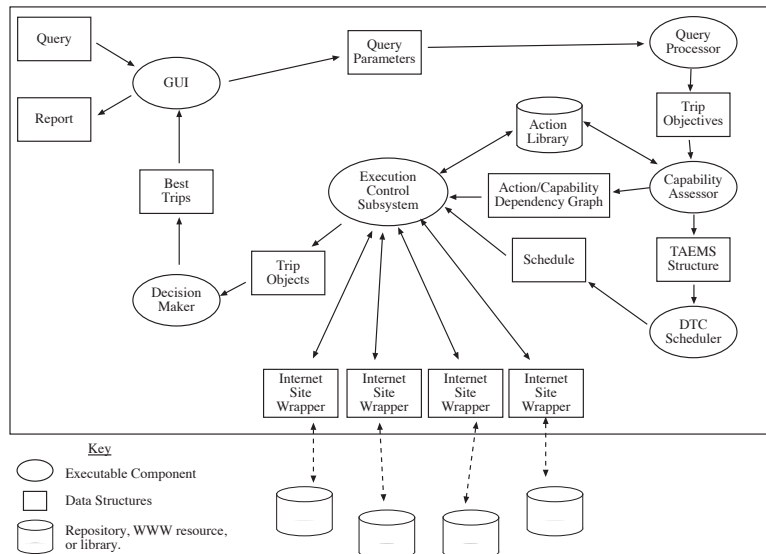 Query
Report
GUI
Query
Parameters
Query
Processor
Trip
Objectives
Action
Library
Best
Trips
Execution
Control
Subsystem
Action/Capability
Dependency Graph
Capability
Assessor
Trip
Objects
Schedule
TAEMS
Structure
Decision
Maker
DTC
Scheduler
Internet
Site
Wrapper
Internet
Site
Wrapper
Internet
Site
Wrapper
Internet
Site
Wrapper
Key
Executable Component
Data Structures
Repository, WWW resource,
or library.